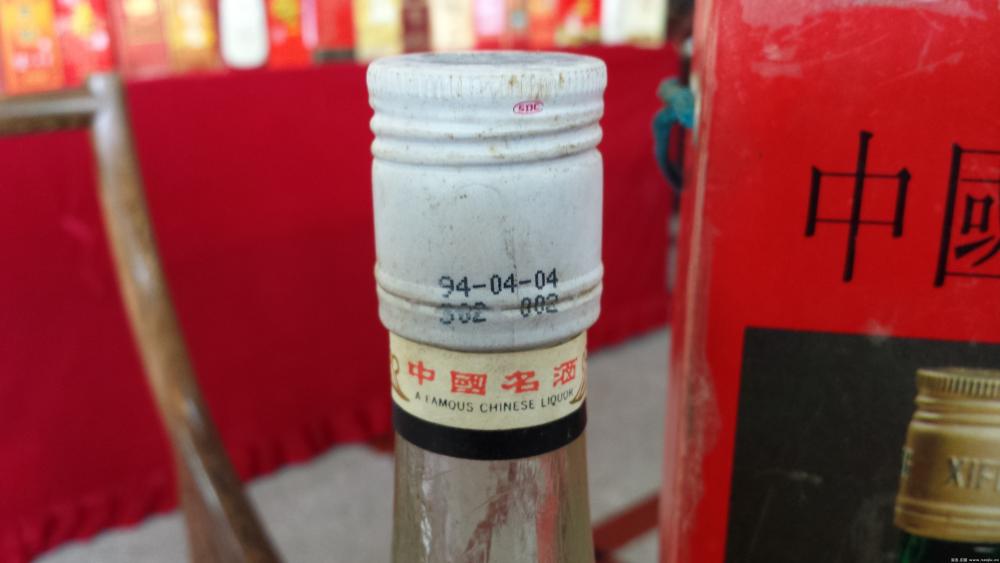 SDC
94-04-04
302 002
中國名酒
A FAMOUS CHINESE LIQUOR
中國
XIF